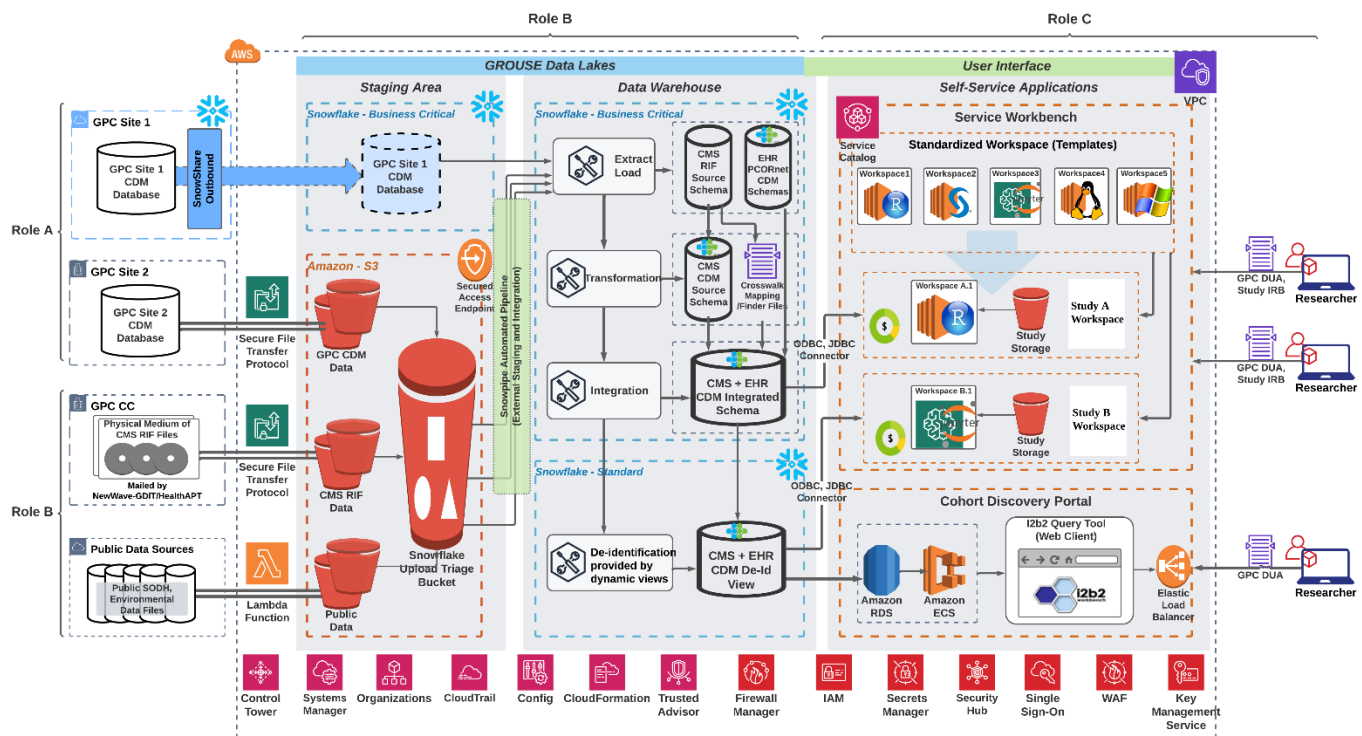 Role B
Role C
AWS
GROUSE Data Lakes
User Interface
VPC
Staging Area
Data Warehouse
Self-Service Applications
Role A
GPC Site 1
GPC Site 1
CDM
Database
SnowShare
Outbound
Snowflake - Business Critical
GPC Site 1
CDM
Database
Snowflake - Business Critical
Extract
Load
CMS
RIF
Source
Schema
EHR
PCORnet
CDM
Schemas
Service Workbench
Service
Catalog
Standardized Workspace (Templates)
Workspace1
Workspace2
Workspace3
Workspace4
Workspace5
GPC Site 2
GPC Site 2
CDM
Database
Secure File
Transfer
Protocol
Amazon - S3
GPC CDM
Data
Secured
Access
Endpoint
Snowpipe Automated Pipeline
(External Staging and Integration)
Transformation
CMS
CDM
Source
Schema
Crosswalk
Mapping
/Finder Files
Integration
CMS + EHR
CDM Integrated
Schema
ODBC, JDBC
Connector
Workspace A.1
R
Study
Storage
Study A
Workspace
GPC DUA,
Study IRB
Researcher
GPC DUA,
Study IRB
Researcher
Role B
GPC CC
Physical Medium of
CMS RIF Files
Mailed by
NewWave-GDIT/HealthAPT
Secure File
Transfer
Protocol
CMS RIF
Data
Snowflake
Upload Triage
Bucket
Workspace B.1
Study
Storage
Study B
Workspace
Snowflake - Standard
ODBC, JDBC
Connector
Public Data Sources
Public SODH,
Environmental
Data Files
Lambda
Function
Public
Data
De-identification
provided by
dynamic views
CMS + EHR
CDM De-Id
View
Cohort Discovery Portal
Amazon
RDS
Amazon
ECS
I2b2 Query Tool
(Web Client)
i2b2
workbench
Elastic
Load
Balancer
GPC DUA
Researcher
Control
Tower
Systems
Manager
Organizations
CloudTrail
Config
CloudFormation
Trusted
Advisor
Firewall
Manager
IAM
Secrets
Manager
Security
Hub
Single
Sign-On
WAF
Key
Management
Service